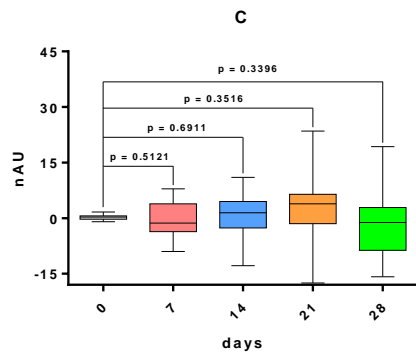 C
45
p = 0.3396
p = 0.3516
30
p = 0.6911
p = 0.5121
15
nAU
0
-15
0 7 14 21 28
days